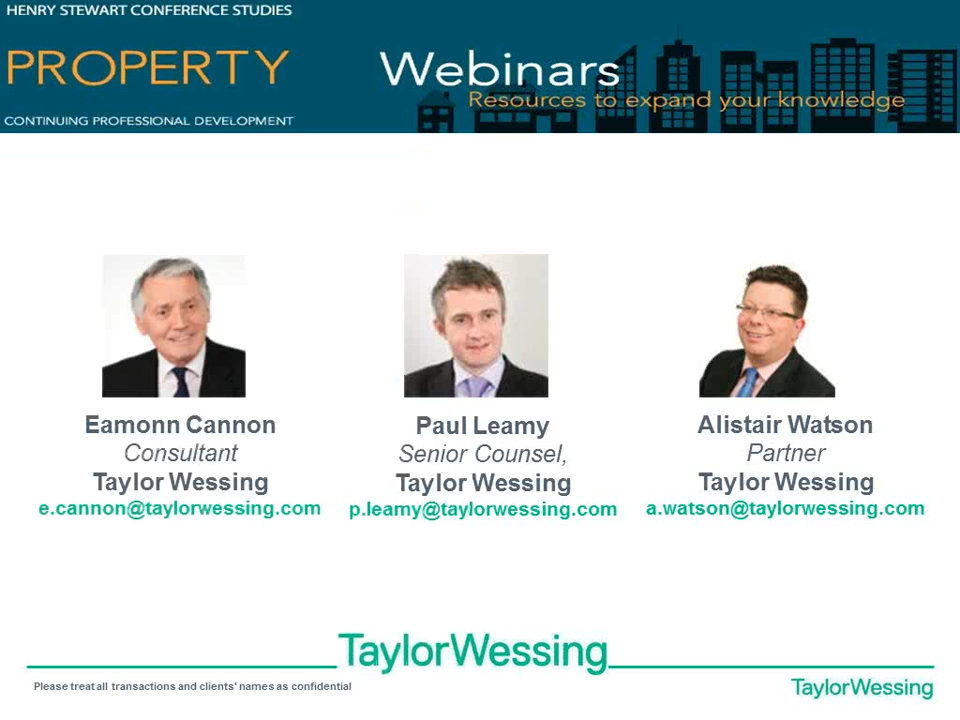 HENRY STEWART CONFERENCE STUDIES
PROPERTY
CONTINUING PROFESSIONAL DEVELOPMENT
Webinars
Resources to expand your knowledge
Eamonn Cannon
Consultant
Taylor Wessing
e.cannon@taylorwessing.com
Paul Leamy
Senior Counsel,
Taylor Wessing
p.leamy@taylorwessing.com
Alistair Watson
Partner
Taylor Wessing
a.watson@taylorwessing.com
TaylorWessing
Please treat all transactions and clients' names as confidential
TaylorWessing